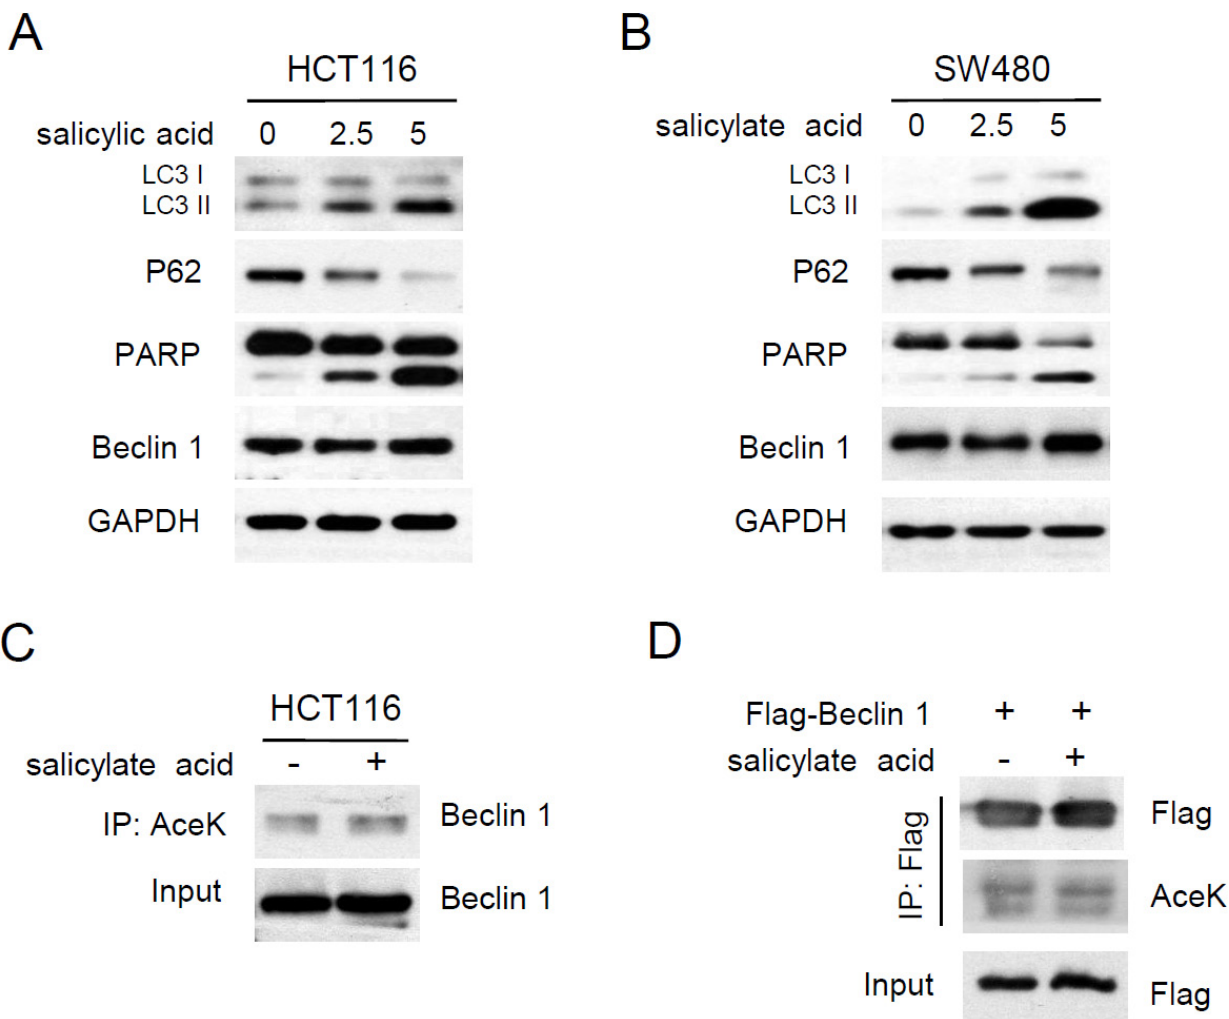 A
HCT116
salicylic acid 0 2.5 5
LC3 I
LC3 II
P62
PARP
Beclin 1
GAPDH
B
SW480
salicylate acid 0 2.5 5
LC3 I
LC3 II
P62
PARP
Beclin 1
GAPDH
C
HCT116
salicylate acid - +
IP: AceK Beclin 1
Input Beclin 1
D
Flag-Beclin 1 + +
salicylate acid - +
IP: Flag
Flag
AceK
Input Flag